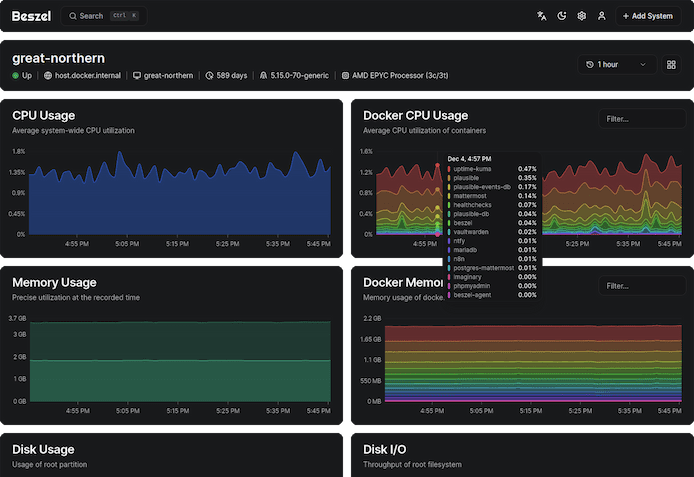 Beszel
Search ctrl K
Add System
great-northern
Up host.docker.internal great-northern 589 days 5.15.0-70-generic AMD EPYC Processor (3c/3t)
1 hour
CPU Usage
Average system-wide CPU utilization
1.8%
1.35%
0.9%
0.45%
0%
4:55 PM 5:05 PM 5:15 PM 5:25 PM 5:35 PM 5:45 PM
Docker CPU Usage
Average CPU utilization of containers
Filter...
1.6%
1.2%
0.8%
0.4%
0%
4:55 PM 5:25 PM 5:35 PM 5:45 PM
Dec 4, 4:57 PM
uptime-kuma 0.47%
plausible 0.35%
plausible-events-db 0.17%
mattermost 0.14%
healthchecks 0.07%
plausible-db 0.04%
beszel 0.04%
vaultwarden 0.02%
ntfy 0.01%
mariadb 0.01%
n8n 0.01%
postgres-mattermost 0.01%
imaginary 0.00%
phpmyadmin 0.00%
beszel-agent 0.00%
Memory Usage
Precise utilization at the recorded time
3.7 GB
3 GB
2 GB
1 GB
0 GB
4:55 PM 5:05 PM 5:15 PM 5:25 PM 5:35 PM 5:45 PM
Docker Memo
Memory usage of docke
Filter...
2.2 GB
1.65 GB
1.1 GB
550 MB
0 MB
4:55 PM 5:05 PM 5:15 PM 5:25 PM 5:35 PM 5:45 PM
Disk Usage
Usage of root partition
Disk I/O
Throughput of root filesystem